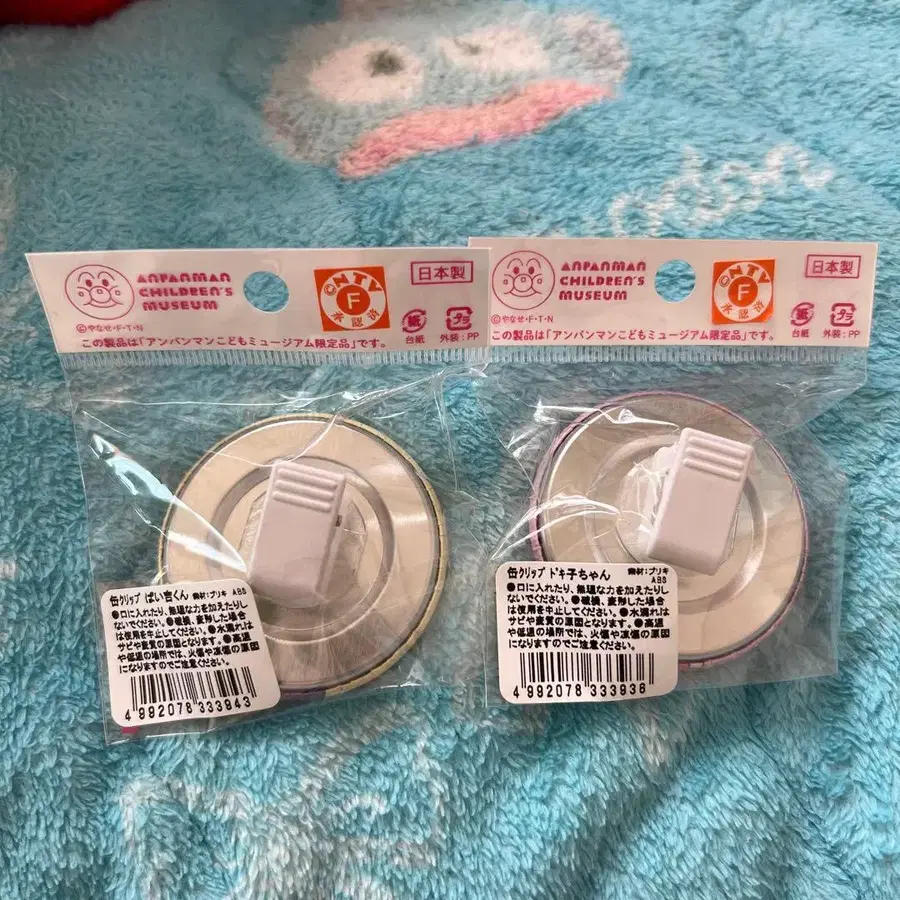 ANPANMAN
CHILDREN'S
MUSEUM
©NTV
F
承認済
日本製
©やなせ・F・T・N
台紙
外装:PP
この製品は「アンパンマンこどもミュージアム限定品」です。
缶クリップ ばい吉くん 素材:ブリキ
ABS
●口に入れたり、無理な力を加えたりし
ないでください。●破損、変形した場合
は使用を中止してください。●水濡れは
サビや変質の原因となります。●高温
や低温の場所では、火傷や凍傷の原因
になりますのでご注意ください。
4 992078 333943
ANPANMAN
CHILDREN'S
MUSEUM
©NTV
F
承認済
日本製
©やなせ・F・T・N
台紙
外装:PP
この製品は「アンパンマンこどもミュージアム限定品」です。
缶クリップ ドキ子ちゃん 素材:ブリキ
ABS
●口に入れたり、無理な力を加えたりし
ないでください。●破損、変形した場合
は使用を中止してください。●水濡れは
サビや変質の原因となります。●高温
や低温の場所では、火傷や凍傷の原因
になりますのでご注意ください。
4 992078 333936